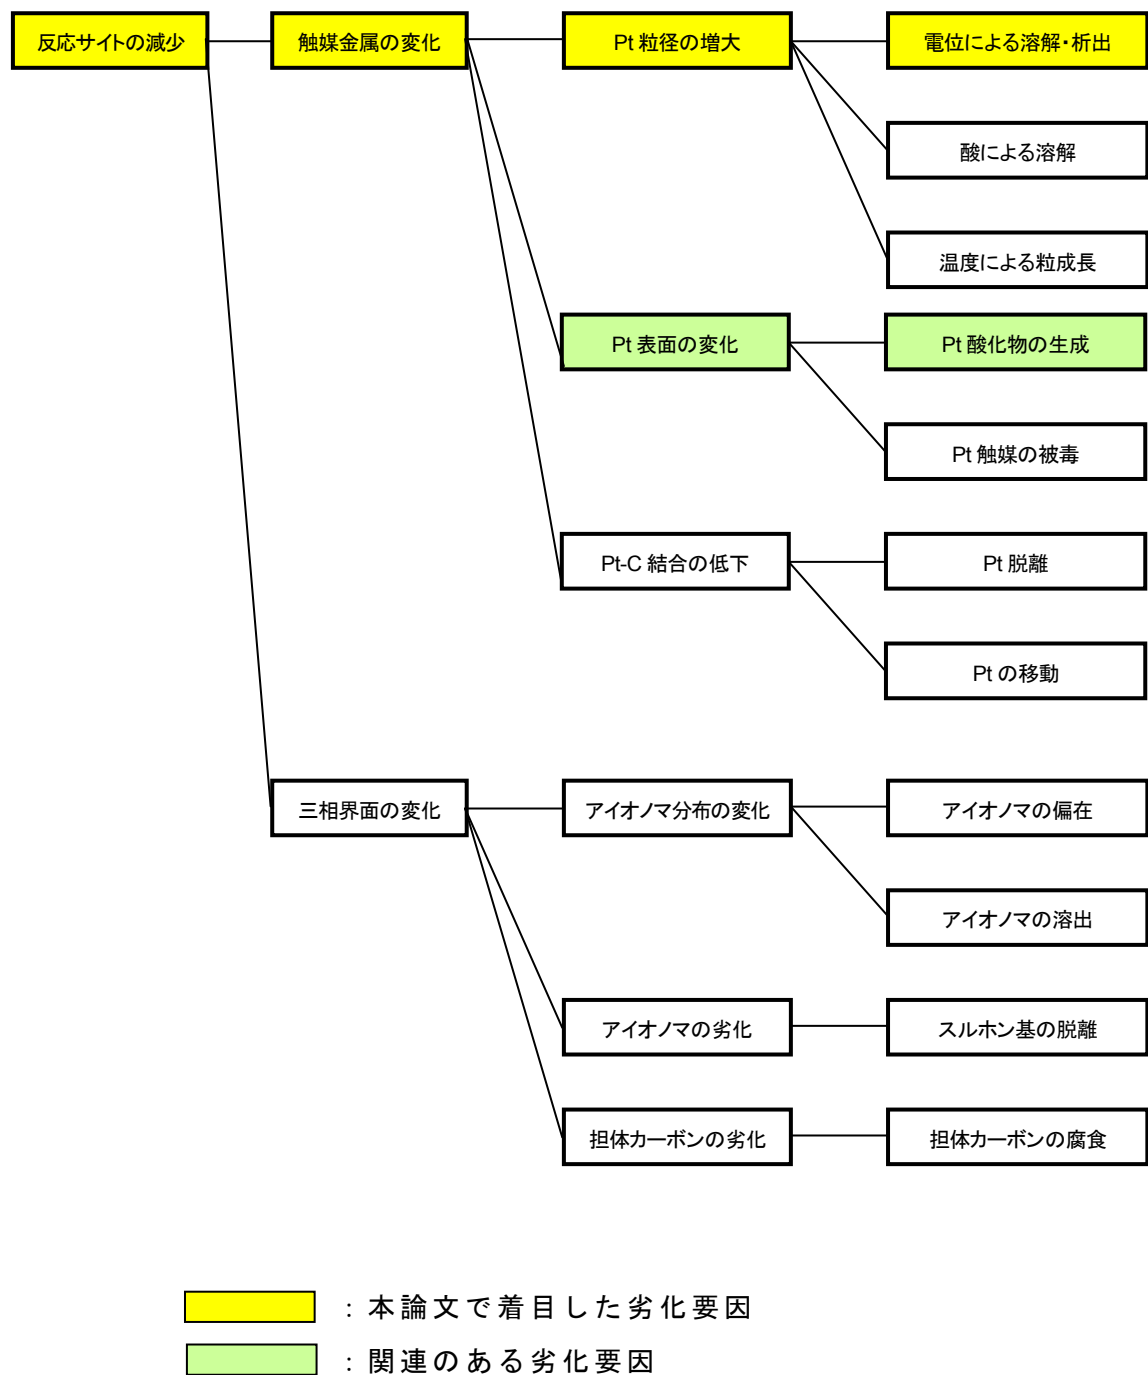 反応サイトの減少
触媒金属の変化
Pt 粒径の増大
電位による溶解・析出
酸による溶解
温度による粒成長
Pt 表面の変化
Pt 酸化物の生成
Pt 触媒の被毒
Pt-C 結合の低下
Pt 脱離
Pt の移動
三相界面の変化
アイオノマ分布の変化
アイオノマの偏在
アイオノマの溶出
アイオノマの劣化
スルホン基の脱離
担体カーボンの劣化
担体カーボンの腐食
: 本論文で着目した劣化要因
: 関連のある劣化要因